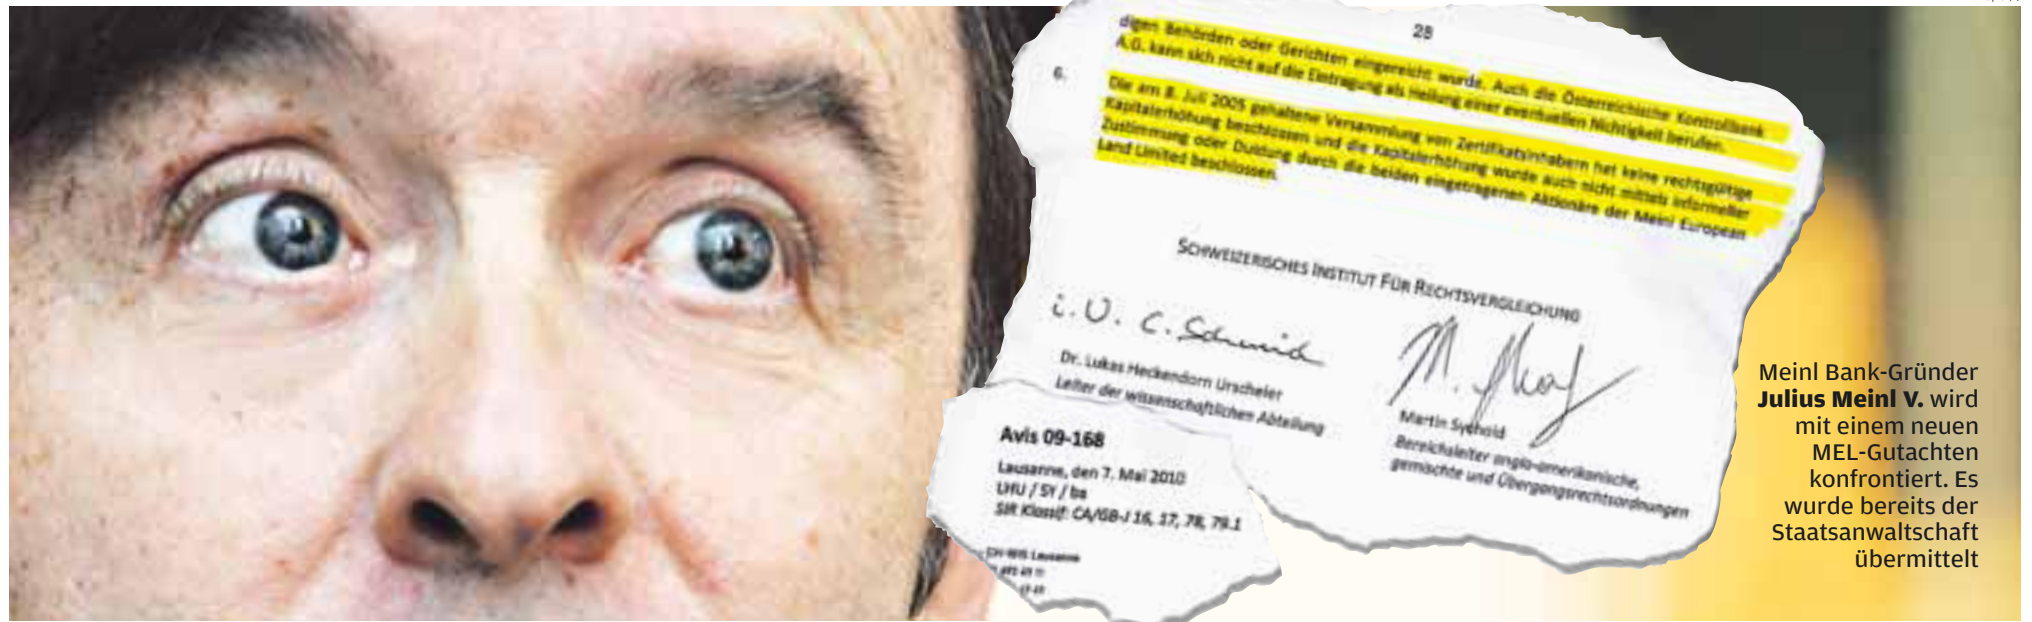 28
digen Behörden oder Gerichten eingereicht wurde. Auch die Österreichische Kontrollbank
A.G. kann sich nicht auf die Eintragung als Heilung einer eventuellen Nichtigkeit berufen.
6.
Die am 8. Juli 2005 gehaltene Versammlung von Zertifikatsinhabern hat keine rechtsgültige
Kapitalerhöhung beschlossen und die Kapitalerhöhung wurde auch nicht mittels informeller
Zustimmung oder Duldung durch die beiden eingetragenen Aktionäre der Meinl European
Land Limited beschlossen.
SCHWEIZERISCHES INSTITUT FÜR RECHTSVERGLEICHUNG
i.V. C. Schmid
Dr. Lukas Heckendorn Urscheler
Leiter der wissenschaftlichen Abteilung
Martin Sychold
Bereichsleiter anglo-amerikanische,
gemischte und Übergangsrechtsordnungen
Avis 09-168
Lausanne, den 7. Mai 2010
LHU / SY / bs
SIR Klassif: CA/GB-J 16, 17, 78, 79.1
Lausanne
Meinl Bank-Gründer
Julius Meinl V. wird
mit einem neuen
MEL-Gutachten
konfrontiert. Es
wurde bereits der
Staatsanwaltschaft
übermittelt